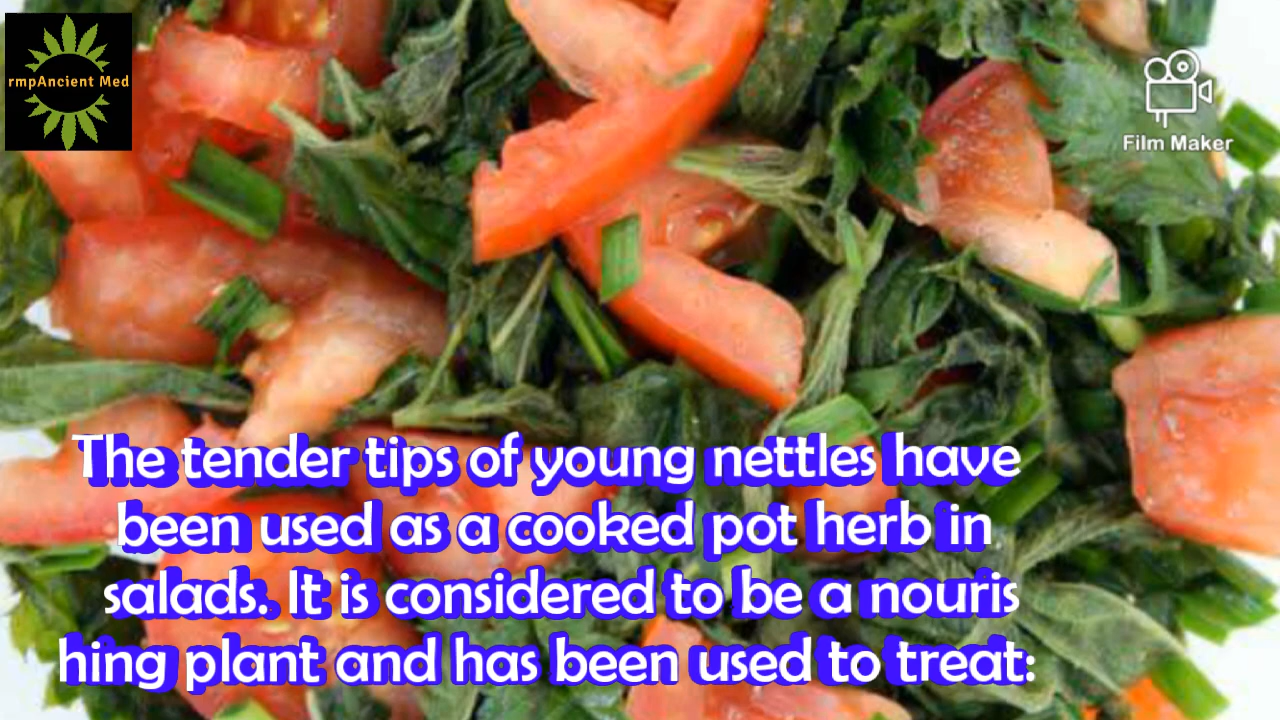 rmpAncient Med
Film Maker
The tender tips of young nettles have
been used as a cooked pot herb in
salads. It is considered to be a nouris
hing plant and has been used to treat: